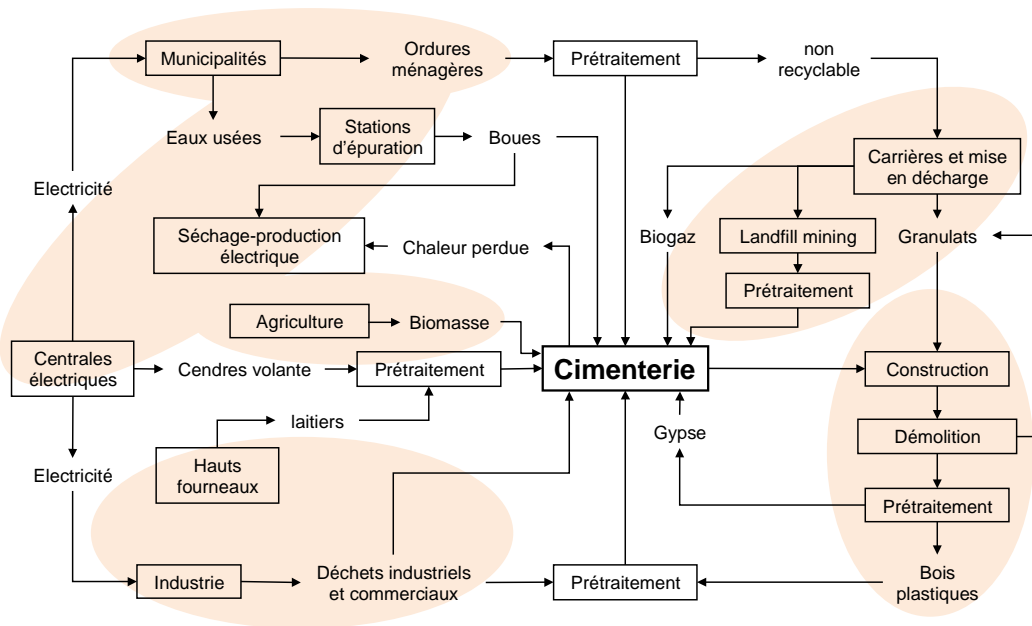 Municipalités
Ordures
ménagères
Prétraitement
non
recyclable
Eaux usées
Stations
d'épuration
Boues
Carrières et mise
en décharge
Electricité
Séchage-production
électrique
Chaleur perdue
Biogaz
Landfill mining
Granulats
Prétraitement
Agriculture
Biomasse
Centrales
électriques
Cendres volante
Prétraitement
Cimenterie
Construction
laitiers
Gypse
Démolition
Electricité
Hauts
fourneaux
Prétraitement
Industrie
Déchets industriels
et commerciaux
Prétraitement
Bois
plastiques